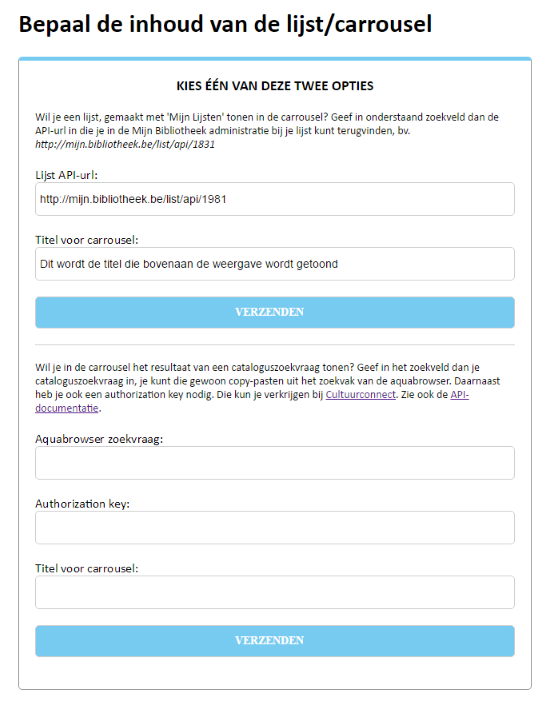 Bepaal de inhoud van de lijst/carrousel
KIES ÉÉN VAN DEZE TWEE OPTIES
Wil je een lijst, gemaakt met 'Mijn Lijsten' tonen in de carrousel? Geef in onderstaand zoekveld dan de
API-url in die je in de Mijn Bibliotheek administratie bij je lijst kunt terugvinden, bv.
http://mijn.bibliotheek.be/list/api/1831
Lijst API-url:
http://mijn.bibliotheek.be/list/api/1981
Titel voor carrousel:
Dit wordt de titel die bovenaan de weergave wordt getoond
VERZENDEN
Wil je in de carrousel het resultaat van een cataloguszoekvraag tonen? Geef in het zoekveld dan je
cataloguszoekvraag in, je kunt die gewoon copy-pasten uit het zoekvak van de aquabrowser. Daarnaast
heb je ook een authorization key nodig. Die kun je verkrijgen bij Cultuurconnect. Zie ook de API-
documentatie.
Aquabrowser zoekvraag:
Authorization key:
Titel voor carrousel:
VERZENDEN